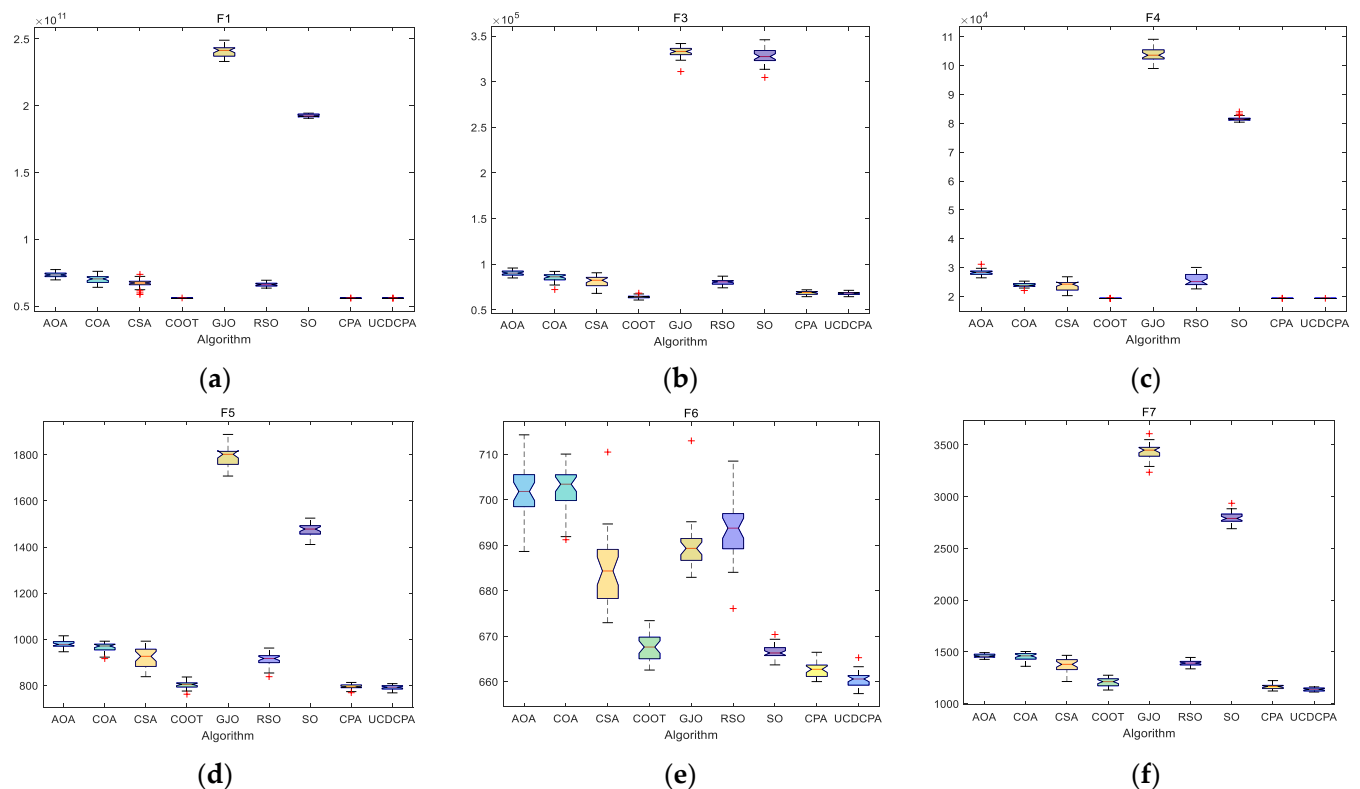 F1
×10^11
2.5
2
1.5
1
0.5
AOA COA CSA COOT GJO RSO SO CPA UCDCPA
Algorithm
(a)
F3
×10^5
3.5
3
2.5
2
1.5
1
0.5
AOA COA CSA COOT GJO RSO SO CPA UCDCPA
Algorithm
(b)
F4
×10^4
11
10
9
8
7
6
5
4
3
2
AOA COA CSA COOT GJO RSO SO CPA UCDCPA
Algorithm
(c)
F5
1800
1600
1400
1200
1000
800
AOA COA CSA COOT GJO RSO SO CPA UCDCPA
Algorithm
(d)
F6
710
700
690
680
670
660
AOA COA CSA COOT GJO RSO SO CPA UCDCPA
Algorithm
(e)
F7
3500
3000
2500
2000
1500
1000
AOA COA CSA COOT GJO RSO SO CPA UCDCPA
Algorithm
(f)